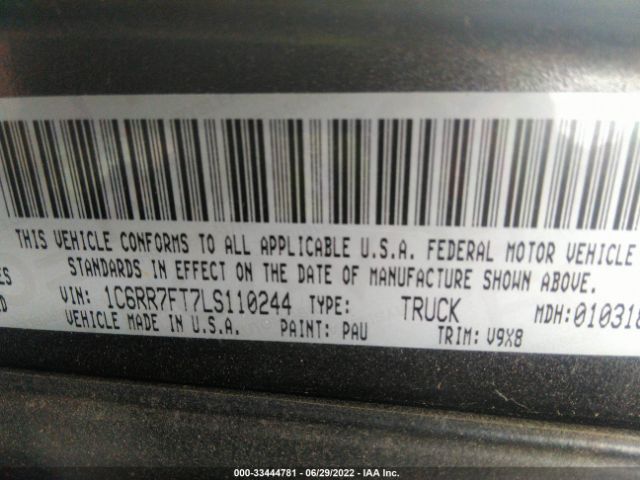 THIS VEHICLE CONFORMS TO ALL APPLICABLE U.S.A. FEDERAL MOTOR VEHICLE
STANDARDS IN EFFECT ON THE DATE OF MANUFACTURE SHOWN ABOVE.
VIN: 1C6RR7FT7LS110244 TYPE: TRUCK MDH:010318
VEHICLE MADE IN U.S.A. PAINT: PAU TRIM: V9X8
000-33444781 - 06/29/2022 - IAA Inc.